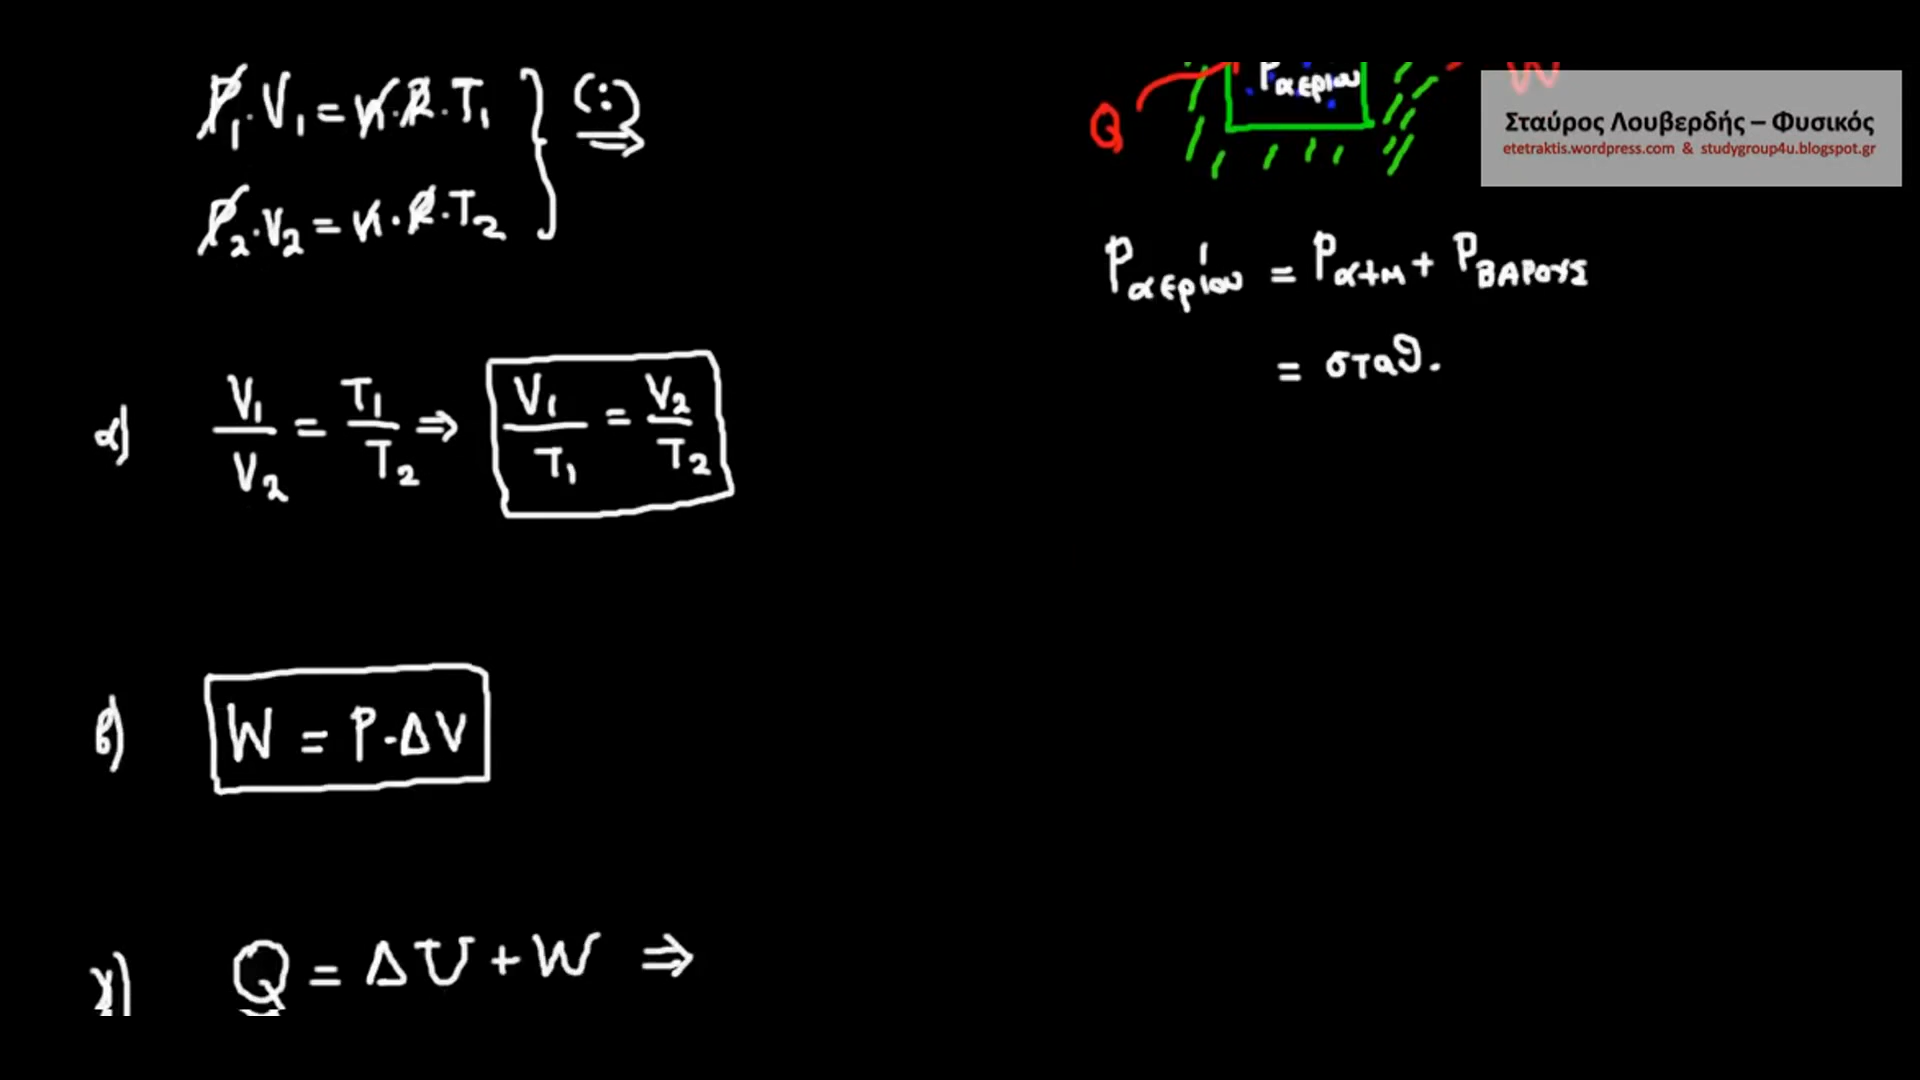 P₁·V₁=n·R·T₁ } (:) ⇒
P₂·V₂=n·R·T₂
α) V₁/V₂ = T₁/T₂ ⇒ V₁/T₁ = V₂/T₂
β) W = P·ΔV
γ) Q = ΔU + W ⇒
Pαερίου
Q
W
Σταύρος Λουβερδής – Φυσικός
etetraktis.wordpress.com & studygroup4u.blogspot.gr
Pαερίου = Pατм + PΒΑΡΟΥΣ
= σταθ.